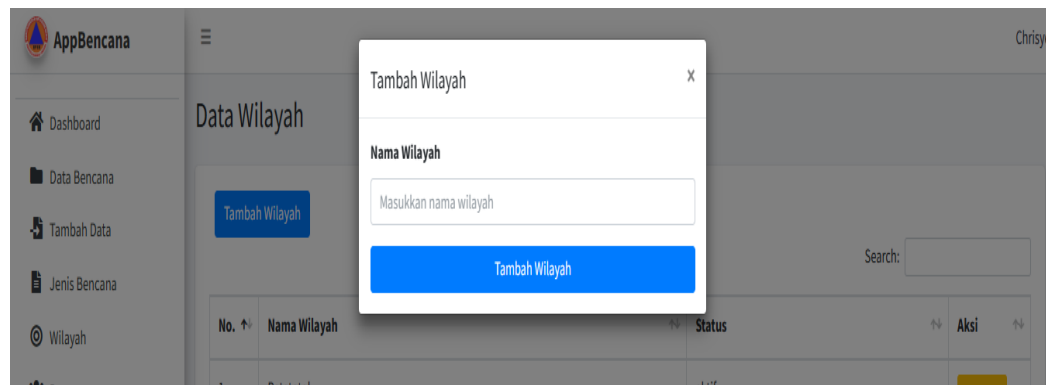 AppBencana
Chrisy
Tambah Wilayah
x
Dashboard
Data Wilayah
Nama Wilayah
Data Bencana
Masukkan nama wilayah
Tambah Wilayah
Tambah Data
Tambah Wilayah
Search:
Jenis Bencana
No. Nama Wilayah Status Aksi
Wilayah